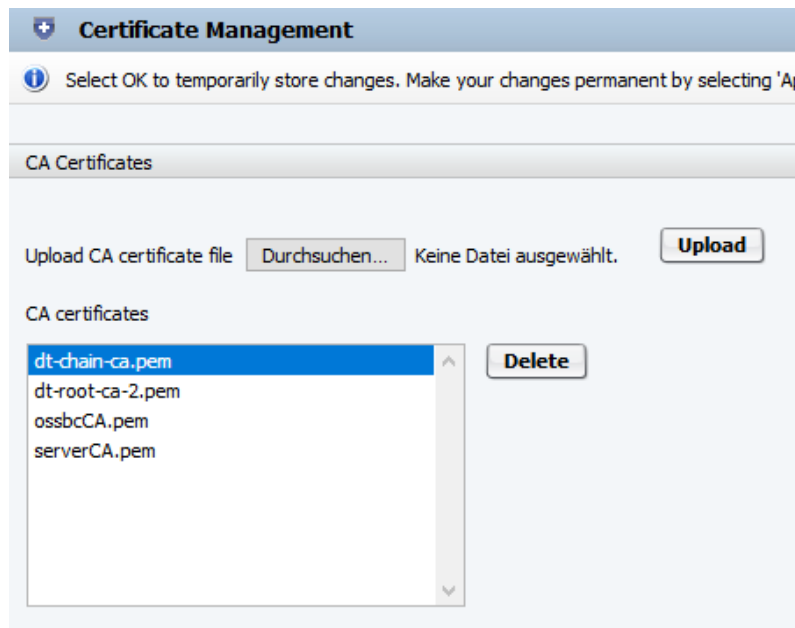 Certificate Management
Select OK to temporarily store changes. Make your changes permanent by selecting 'Ap
CA Certificates
Upload CA certificate file Durchsuchen... Keine Datei ausgewählt. Upload
CA certificates
dt-chain-ca.pem Delete
dt-root-ca-2.pem
ossbcCA.pem
serverCA.pem